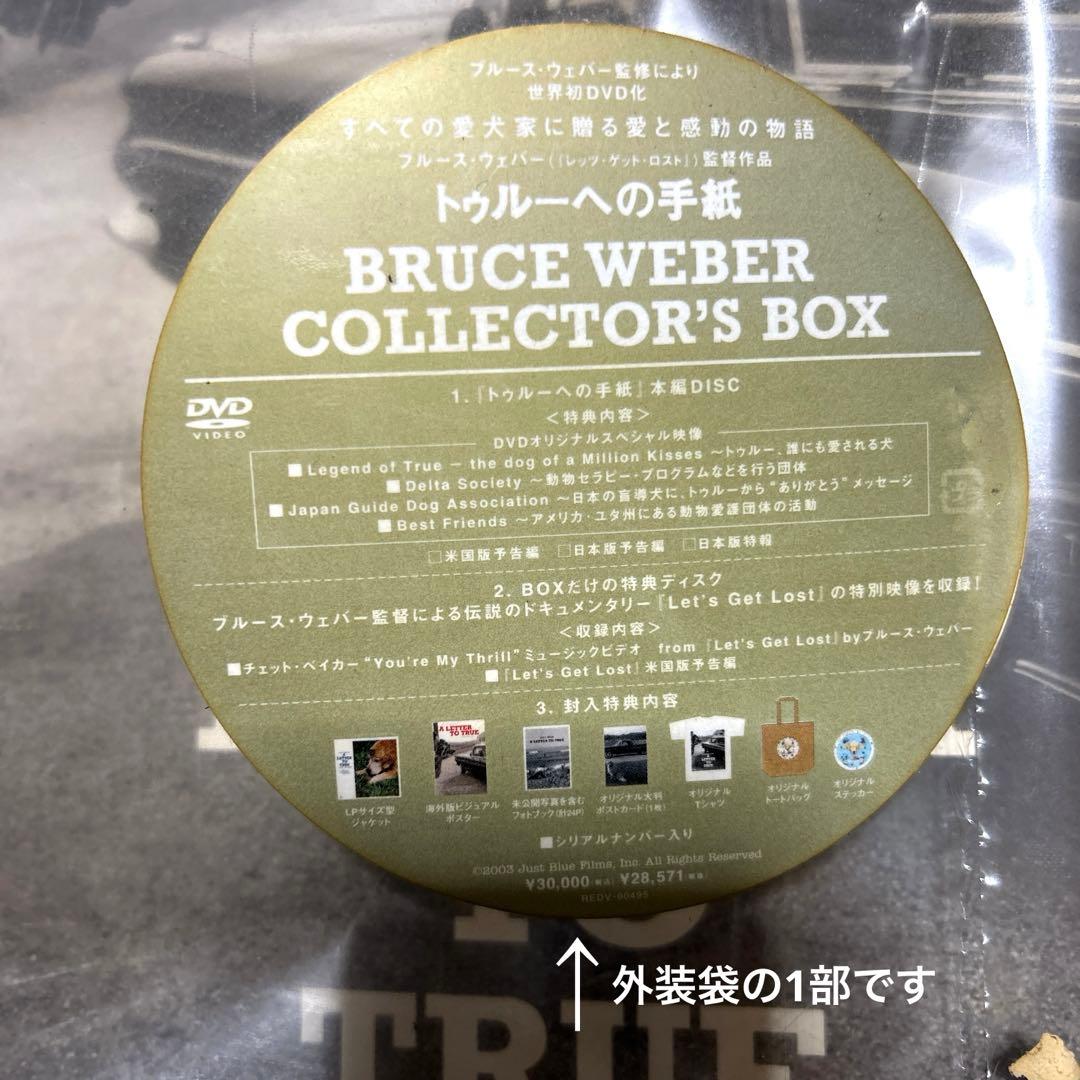 ブルース・ウェバー監修により
世界初DVD化
すべての愛犬家に贈る愛と感動の物語
ブルース・ウェバー(『レッツ・ゲット・ロスト』)監督作品
トゥルーへの手紙
BRUCE WEBER
COLLECTOR'S BOX
DVD
VIDEO
1.『トゥルーへの手紙』本編DISC
＜特典内容＞
DVDオリジナルスペシャル映像
■Legend of True – the dog of a Million Kisses ～トゥルー、誰にも愛される犬
■Delta Society ～動物セラピー・プログラムなどを行う団体
■Japan Guide Dog Association ～日本の盲導犬に、トゥルーから“ありがとう”メッセージ
■Best Friends ～アメリカ・ユタ州にある動物愛護団体の活動
□米国版予告編 □日本版予告編 □日本版特報
2. BOXだけの特典ディスク
ブルース・ウェバー監督による伝説のドキュメンタリー『Let's Get Lost』の特別映像を収録！
＜収録内容＞
■チェット・ベイカー“You're My Thrill”ミュージックビデオ from『Let's Get Lost』byブルース・ウェバー
■『Let's Get Lost』米国版予告編
3. 封入特典内容
A LETTER TO TRUE
LPサイズ型ジャケット
海外版ビジュアルポスター
未公開写真を含むフォトブック(計24P)
オリジナル大判ポストカード(1枚)
オリジナルTシャツ
オリジナルトートバッグ
オリジナルステッカー
■シリアルナンバー入り
©2003 Just Blue Films, Inc. All Rights Reserved
¥30,000(税込) ¥28,571(税抜)
REDV-00495
TO
TRUE
↑外装袋の1部です